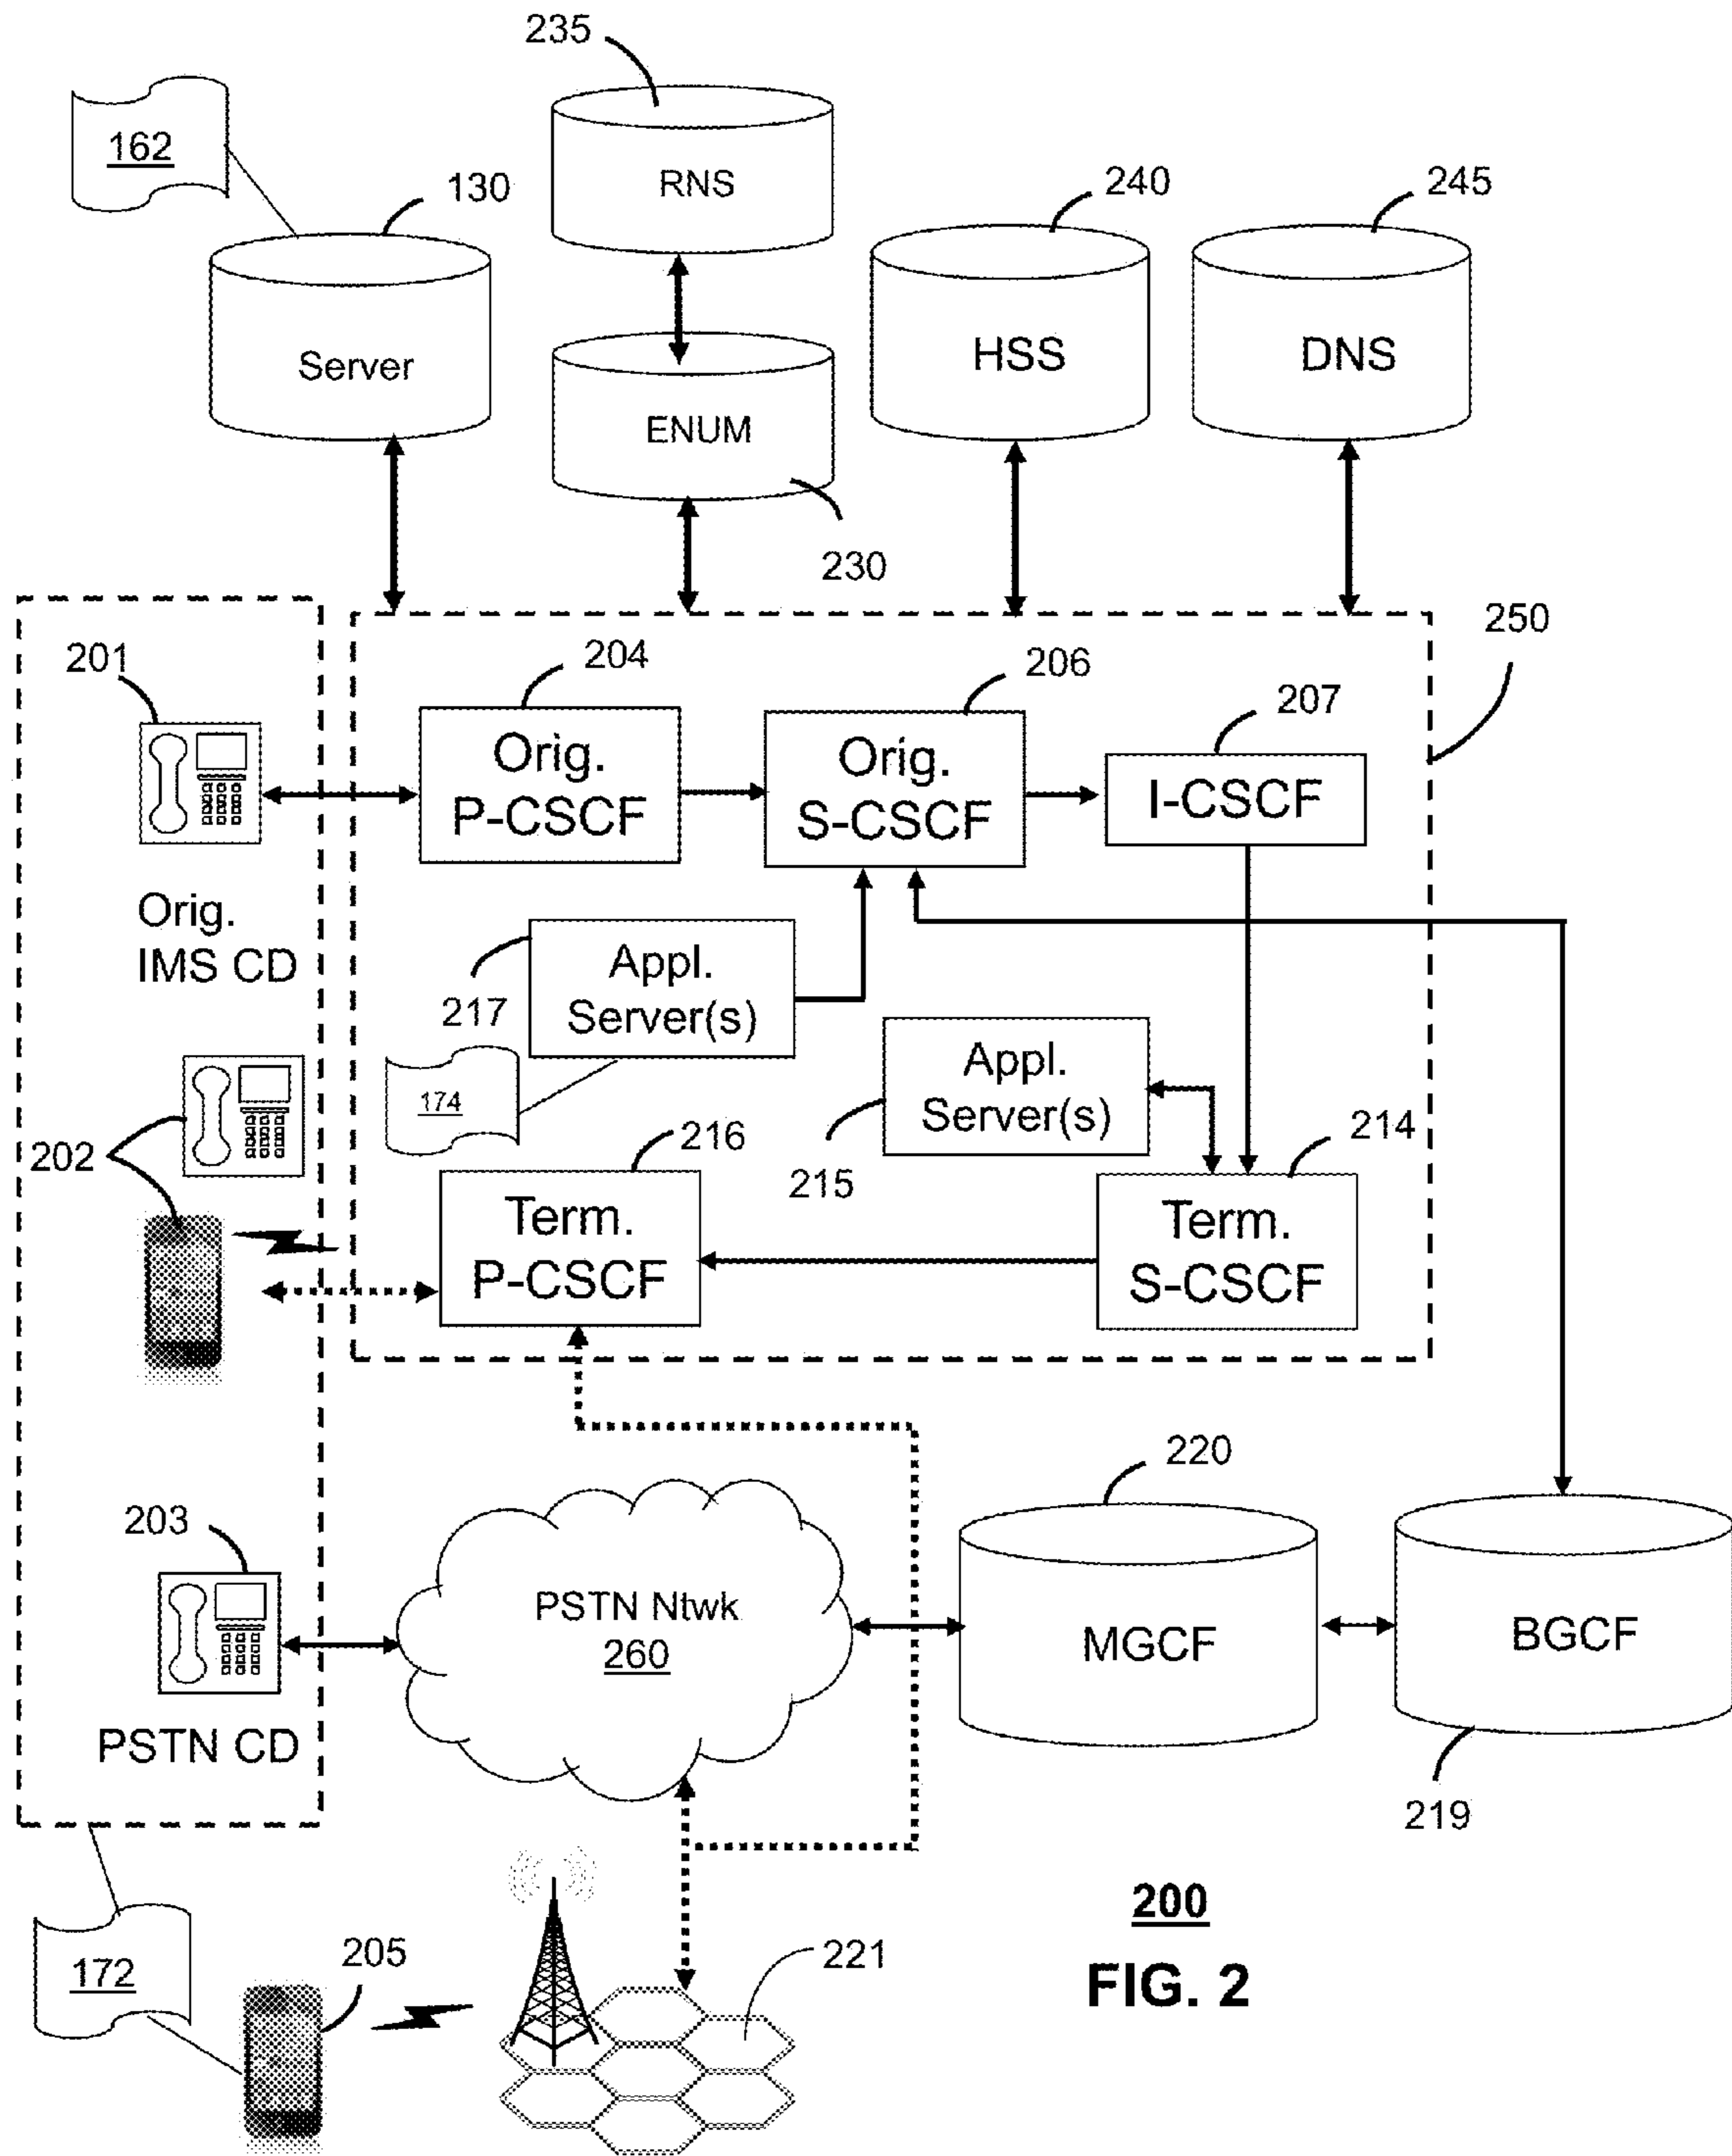 235
162
RNS
130
240
245
Server
ENUM
HSS
DNS
230
250
201
204
206
207
Orig.
P-CSCF
Orig.
S-CSCF
I-CSCF
Orig.
IMS CD
217
Appl.
Server(s)
174
Appl.
Server(s)
215
202
216
214
Term.
P-CSCF
Term.
S-CSCF
220
203
PSTN Ntwk
260
MGCF
BGCF
PSTN CD
219
172
205
221
200
FIG. 2